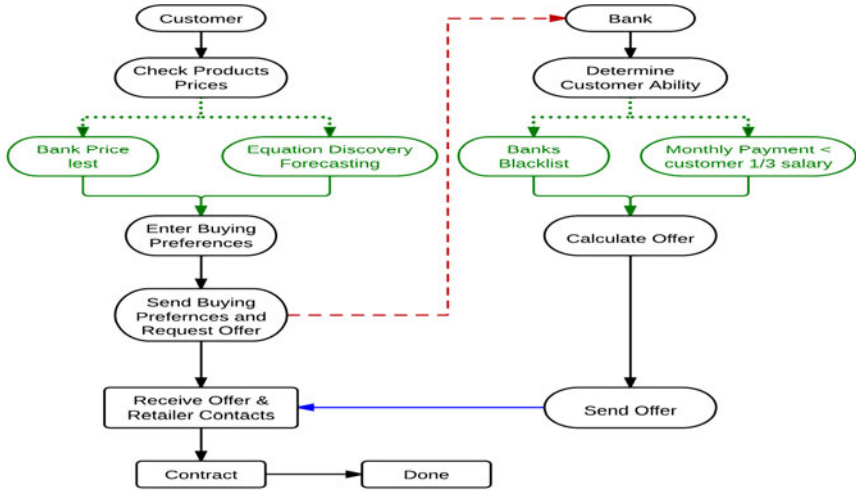 Customer
Bank
Check Products
Prices
Determine
Customer Ability
Bank Price
lest
Equation Discovery
Forecasting
Banks
Blacklist
Monthly Payment <
customer 1/3 salary
Enter Buying
Preferences
Calculate Offer
Send Buying
Prefernces and
Request Offer
Receive Offer &
Retailer Contacts
Send Offer
Contract
Done